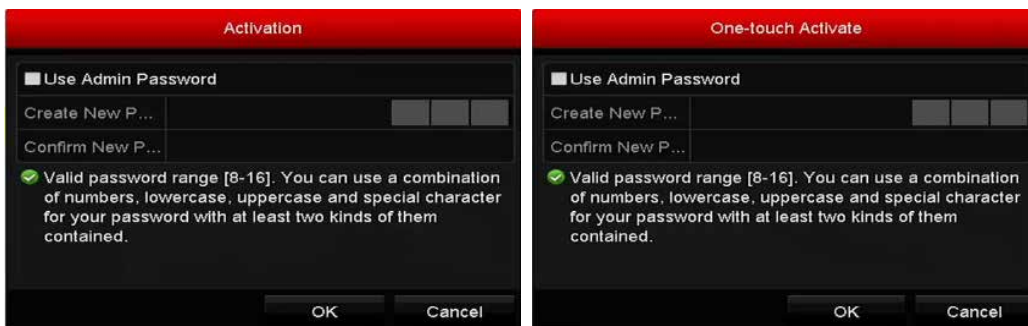 Activation
Use Admin Password
Create New P...
Confirm New P...
Valid password range [8-16]. You can use a combination
of numbers, lowercase, uppercase and special character
for your password with at least two kinds of them
contained.
OK Cancel
One-touch Activate
Use Admin Password
Create New P...
Confirm New P...
Valid password range [8-16]. You can use a combination
of numbers, lowercase, uppercase and special character
for your password with at least two kinds of them
contained.
OK Cancel